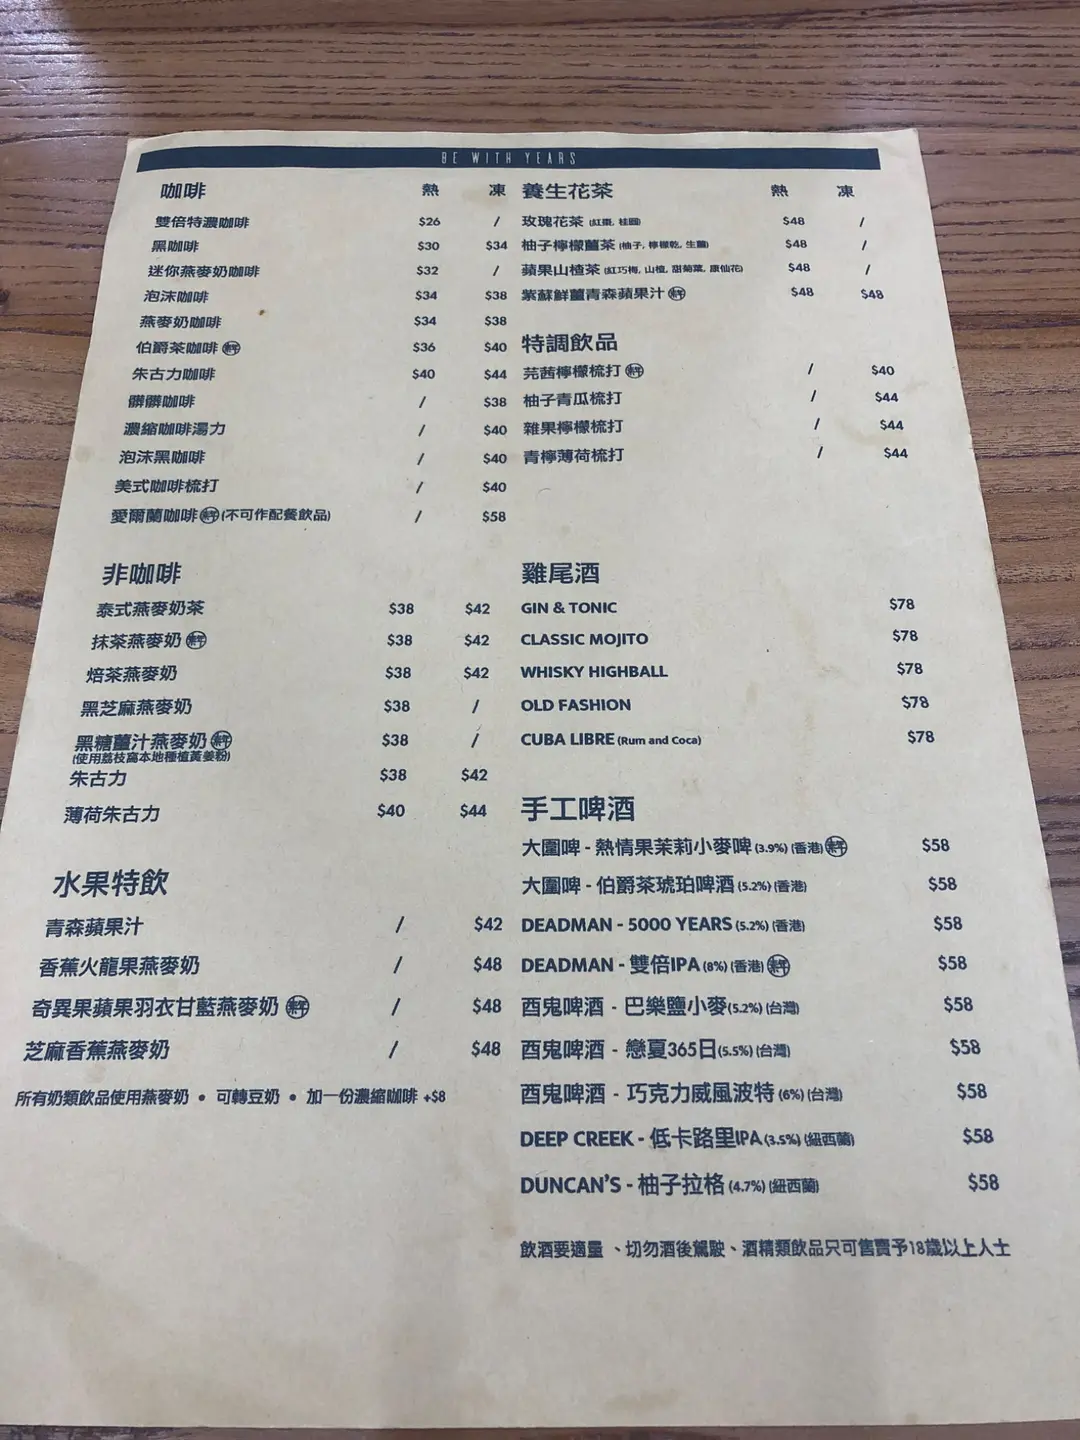 BE WITH YEARS
咖啡 熱 凍
雙倍特濃咖啡 $26 /
黑咖啡 $30 $34
迷你燕麥奶咖啡 $32 /
泡沫咖啡 $34 $38
燕麥奶咖啡 $34 $38
伯爵茶咖啡 $36 $40
朱古力咖啡 $40 $44
髒髒咖啡 / $38
濃縮咖啡湯力 / $40
泡沫黑咖啡 / $40
美式咖啡梳打 / $40
愛爾蘭咖啡 (不可作配餐飲品) / $58
非咖啡
泰式燕麥奶茶 $38 $42
抹茶燕麥奶 $38 $42
焙茶燕麥奶 $38 $42
黑芝麻燕麥奶 $38 /
黑糖薑汁燕麥奶 $38 /
(使用荔枝窩本地種植黃姜粉)
朱古力 $38 $42
薄荷朱古力 $40 $44
水果特飲
青森蘋果汁 / $42
香蕉火龍果燕麥奶 / $48
奇異果蘋果羽衣甘藍燕麥奶 / $48
芝麻香蕉燕麥奶 / $48
所有奶類飲品使用燕麥奶 • 可轉豆奶 • 加一份濃縮咖啡 +$8
養生花茶 熱 凍
玫瑰花茶 (紅棗, 桂圓) $48 /
柚子檸檬薑茶 (柚子, 檸檬乾, 生薑) $48 /
蘋果山楂茶 (紅巧梅, 山楂, 甜菊葉, 康仙花) $48 /
紫蘇鮮薑青森蘋果汁 $48 $48
特調飲品
芫茜檸檬梳打 / $40
柚子青瓜梳打 / $44
雜果檸檬梳打 / $44
青檸薄荷梳打 / $44
雞尾酒
GIN & TONIC $78
CLASSIC MOJITO $78
WHISKY HIGHBALL $78
OLD FASHION $78
CUBA LIBRE (Rum and Coca) $78
手工啤酒
大圍啤 - 熱情果茉莉小麥啤 (3.9%) (香港) $58
大圍啤 - 伯爵茶琥珀啤酒 (5.2%) (香港) $58
DEADMAN - 5000 YEARS (5.2%) (香港) $58
DEADMAN - 雙倍IPA (8%) (香港) $58
酉鬼啤酒 - 巴樂鹽小麥 (5.2%) (台灣) $58
酉鬼啤酒 - 戀夏365日 (5.5%) (台灣) $58
酉鬼啤酒 - 巧克力威風波特 (6%) (台灣) $58
DEEP CREEK - 低卡路里IPA (3.5%) (紐西蘭) $58
DUNCAN'S - 柚子拉格 (4.7%) (紐西蘭) $58
飲酒要適量、切勿酒後駕駛、酒精類飲品只可售賣予18歲以上人士